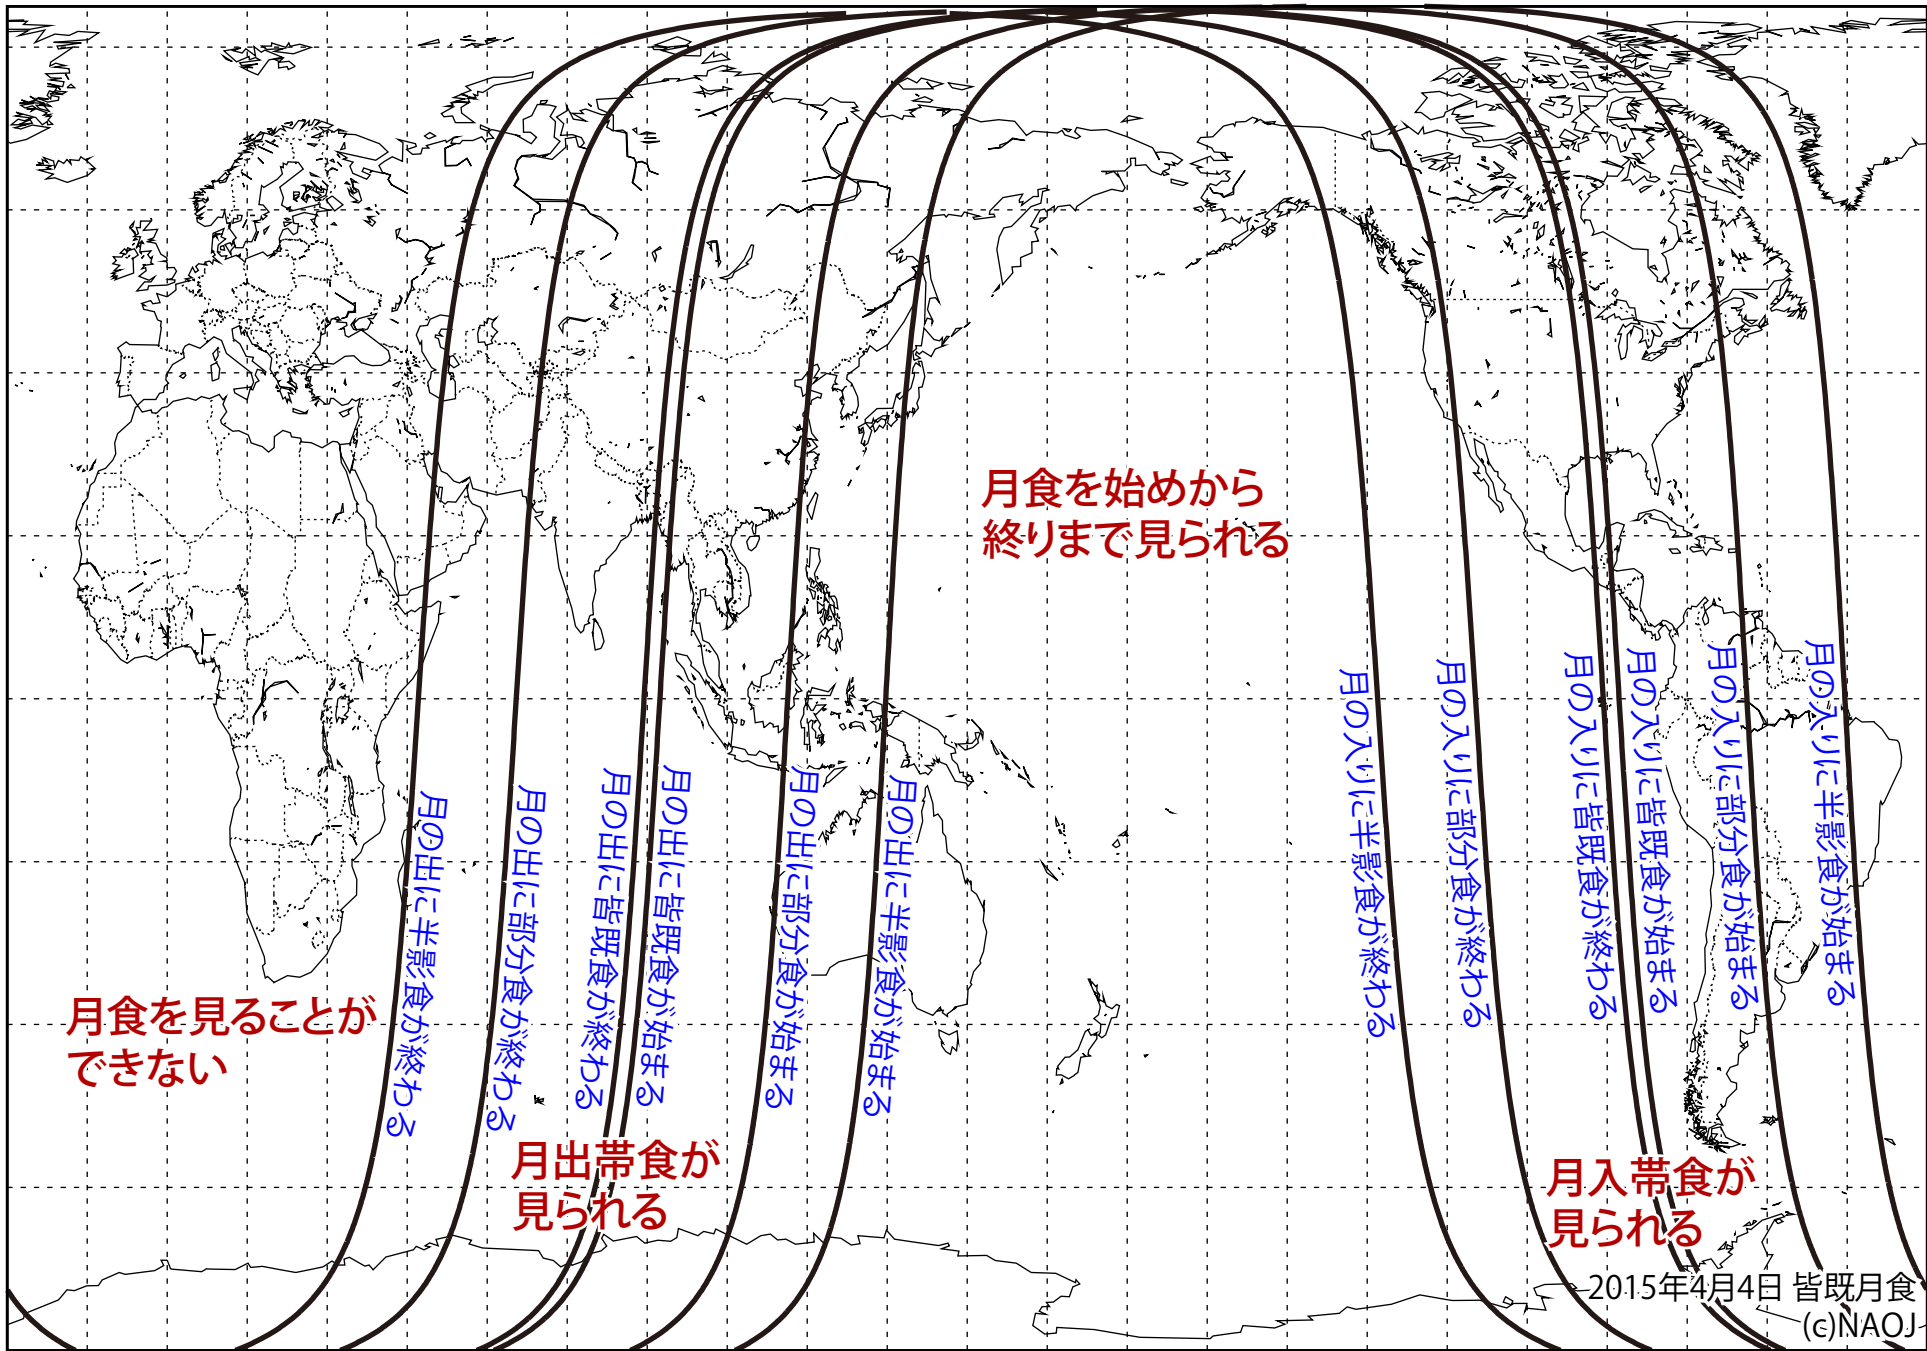 月食を始めから
終りまで見られる
月の出に半影食が終わる
月の出に部分食が終わる
月の出に皆既食が終わる
月の出に皆既食が始まる
月の出に部分食が始まる
月の出に半影食が始まる
月の入りに半影食が終わる
月の入りに部分食が終わる
月の入りに皆既食が終わる
月の入りに皆既食が始まる
月の入りに部分食が始まる
月の入りに半影食が始まる
月食を見ることが
できない
月出帯食が
見られる
月入帯食が
見られる
2015年4月4日 皆既月食
(c)NAOJ